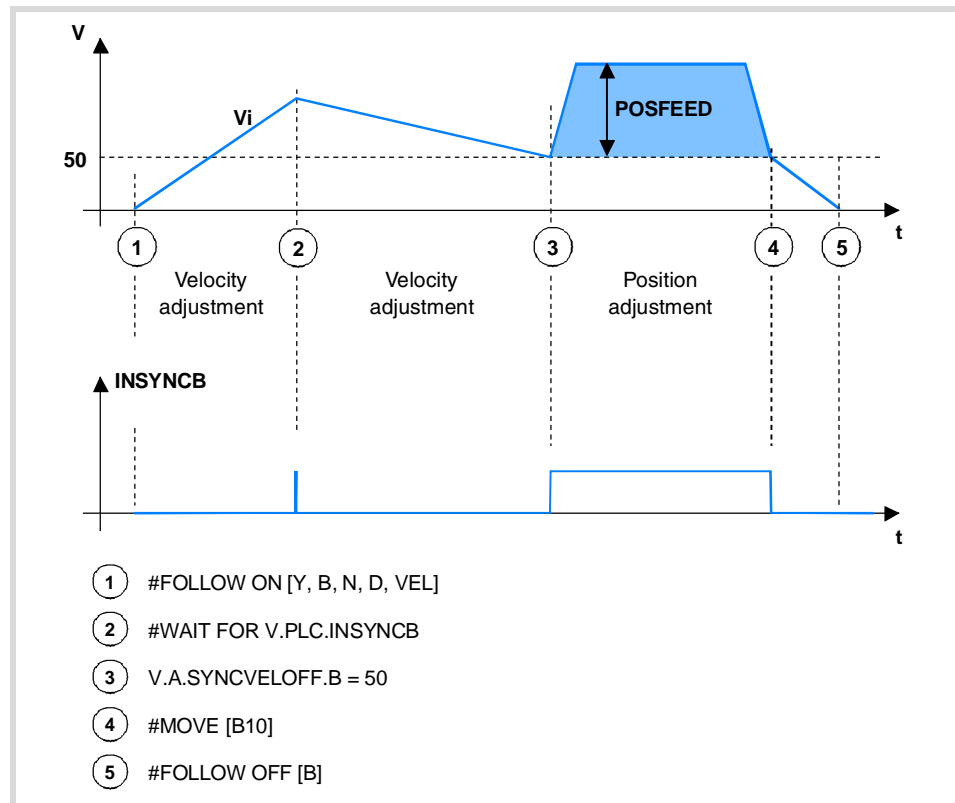 V
Vi
POSFEED
50
t
1
2
3
4
5
Velocity
adjustment
Velocity
adjustment
Position
adjustment
INSYNCB
t
1 #FOLLOW ON [Y, B, N, D, VEL]
2 #WAIT FOR V.PLC.INSYNCB
3 V.A.SYNCVELOFF.B = 50
4 #MOVE [B10]
5 #FOLLOW OFF [B]